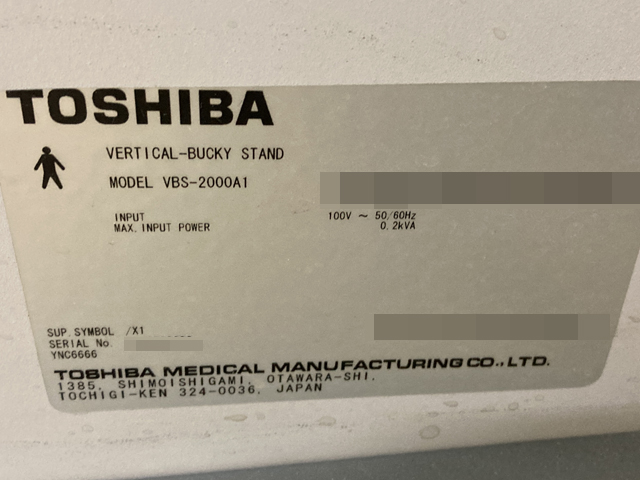 TOSHIBA
VERTICAL-BUCKY STAND
MODEL VBS-2000A1
INPUT 100V ~ 50/60Hz
MAX. INPUT POWER 0.2kVA
SUP. SYMBOL /X1
SERIAL No.
YNC6666
TOSHIBA MEDICAL MANUFACTURING CO., LTD.
1385, SHIMOISHIGAMI, OTAWARA-SHI,
TOCHIGI-KEN 324-0036, JAPAN